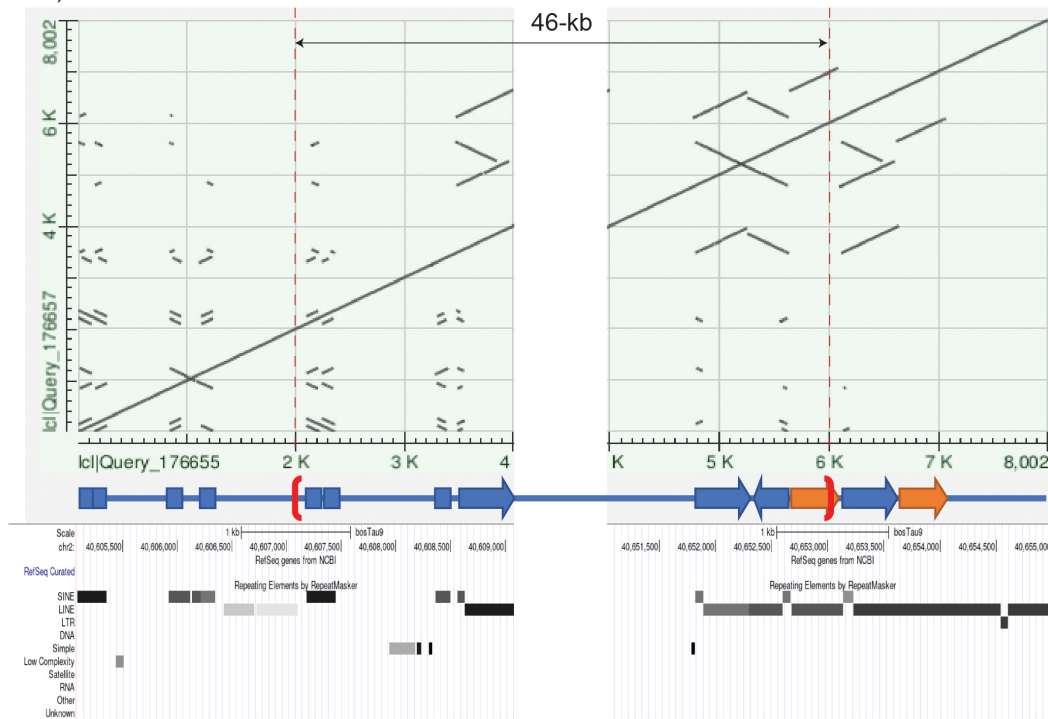 46-kb
8,002
6 K
4 K
lcl|Query_176657
lcl|Query_176655
2 K
3 K
4
K
5 K
6 K
7 K
8,002
Scale
chr2:
1 kb
bosTau9
40,605,500
40,606,000
40,606,500
40,607,000
40,607,500
40,608,000
40,608,500
40,609,000
RefSeq genes from NCBI
RefSeq Curated
Repeating Elements by RepeatMasker
SINE
LINE
LTR
DNA
Simple
Low Complexity
Satellite
RNA
Other
Unknown
1 kb
bosTau9
40,651,500
40,652,000
40,652,500
40,653,000
40,653,500
40,654,000
40,654,500
40,655,000
RefSeq genes from NCBI
Repeating Elements by RepeatMasker